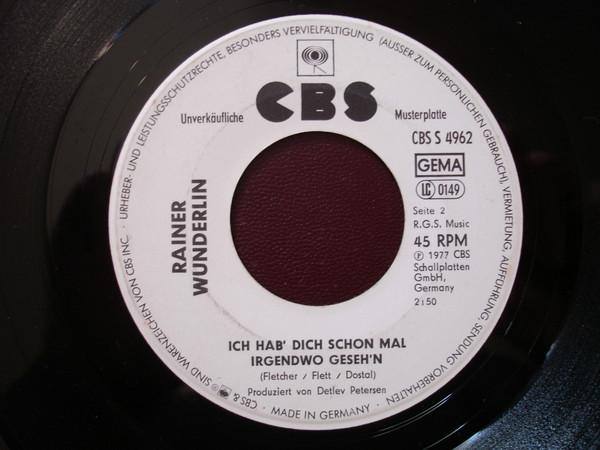 CBS
Unverkäufliche
Musterplatte
CBS S 4962
GEMA
LC 0149
Seite 2
R.G.S. Music
45 RPM
Ⓟ 1977 CBS
Schallplatten
GmbH,
Germany
2:50
RAINER
WUNDERLIN
ICH HAB' DICH SCHON MAL
IRGENDWO GESEH'N
(Fletcher / Flett / Dostal)
Produziert von Detlev Petersen
CBS & SIND WARENZEICHEN VON CBS INC. · URHEBER- UND LEISTUNGSSCHUTZRECHTE, BESONDERS VERVIELFÄLTIGUNG (AUSSER ZUM PERSÖNLICHEN GEBRAUCH), VERMIETUNG, AUFFÜHRUNG, SENDUNG VORBEHALTEN · MADE IN GERMANY ·